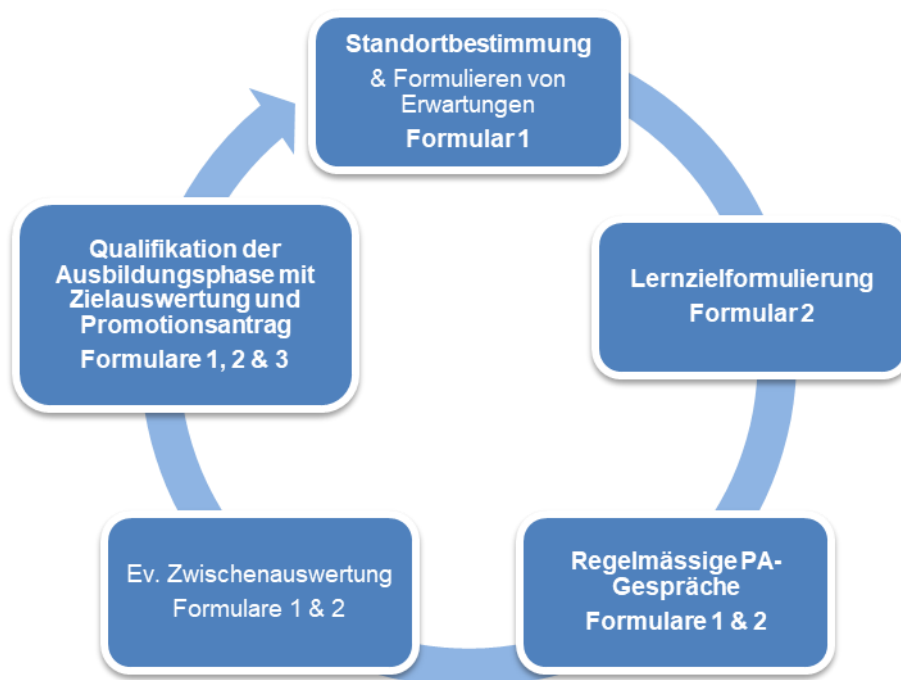 Standortbestimmung
& Formulieren von
Erwartungen
Formular 1
Lernzielformulierung
Formular 2
Regelmässige PA-
Gespräche
Formulare 1 & 2
Ev. Zwischenauswertung
Formulare 1 & 2
Qualifikation der
Ausbildungsphase mit
Zielauswertung und
Promotionsantrag
Formulare 1, 2 & 3